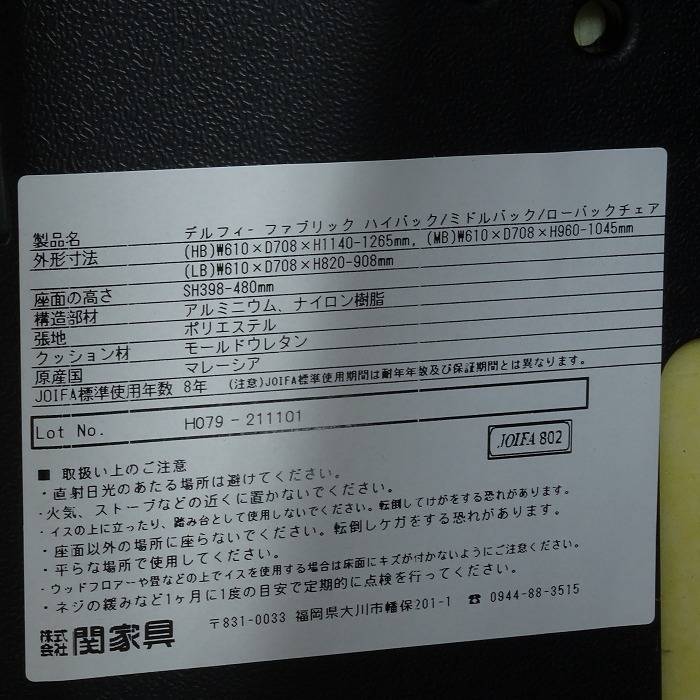 製品名 デルフィ- ファブリック ハイバック/ミドルバック/ローバックチェア
外形寸法 (HB)W610×D708×H1140-1265mm, (MB)W610×D708×H960-1045mm
(LB)W610×D708×H820-908mm
座面の高さ SH398-480mm
構造部材 アルミニウム、ナイロン樹脂
張地 ポリエステル
クッション材 モールドウレタン
原産国 マレーシア
JOIFA標準使用年数 8年 (注意)JOIFA標準使用期間は耐年年数及び保証期間とは異なります。
Lot No. H079-211101
JOIFA 802
■ 取扱い上のご注意
・直射日光のあたる場所は避けてください。
・火気、ストーブなどの近くに置かないでください。
・イスの上に立ったり、踏み台として使用しないでください。転倒してけがをする恐れがあります。
・座面以外の場所に座らないでください。転倒しケガをする恐れがあります。
・平らな場所で使用してください。
・ウッドフロアーや畳などの上でイスを使用する場合は床面にキズが付かないようにご注意ください。
・ネジの緩みなど1ヶ月に1度の目安で定期的に点検を行ってください。
株式会社 関家具 〒831-0033 福岡県大川市幡保201-1 ☎ 0944-88-3515